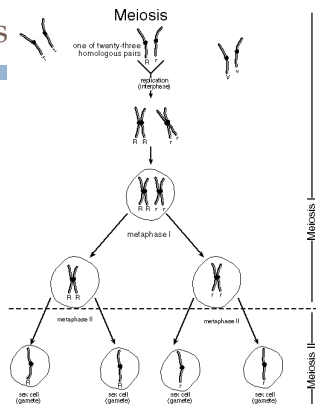 Meiosis
s
one of twenty-three
homologous pairs
R r
replication
(interphase)
R R r r
R R r r
metaphase I
R R
r r
metaphase II
metaphase II
R
R
r
r
sex cell
(gamete)
sex cell
(gamete)
sex cell
(gamete)
sex cell
(gamete)
Meiosis I
Meiosis II